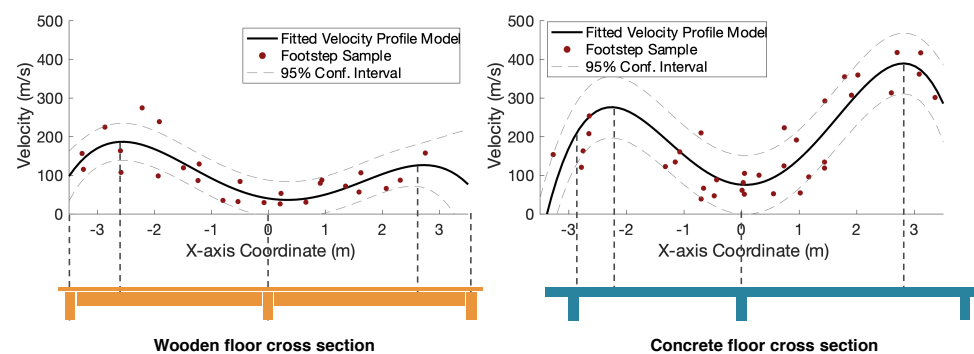 500
400
300
200
100
0
Velocity (m/s)
Fitted Velocity Profile Model
Footstep Sample
95% Conf. Interval
-3 -2 -1 0 1 2 3
X-axis Coordinate (m)
Wooden floor cross section
500
400
300
200
100
0
Velocity (m/s)
Fitted Velocity Profile Model
Footstep Sample
95% Conf. Interval
-3 -2 -1 0 1 2 3
X-axis Coordinate (m)
Concrete floor cross section